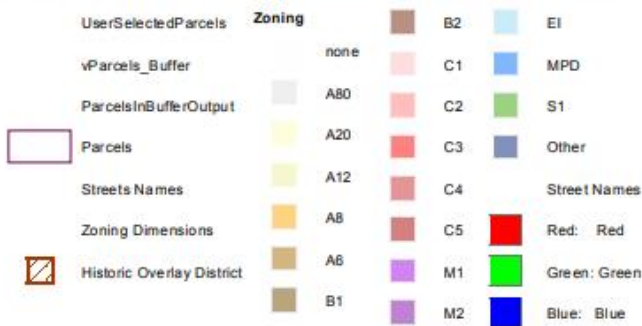 UserSelectedParcels
vParcels_Buffer
ParcelsInBufferOutput
Parcels
Streets Names
Zoning Dimensions
Historic Overlay District
Zoning
none
A80
A20
A12
A8
A6
B1
B2
C1
C2
C3
C4
C5
M1
M2
EI
MPD
S1
Other
Street Names
Red: Red
Green: Green
Blue: Blue